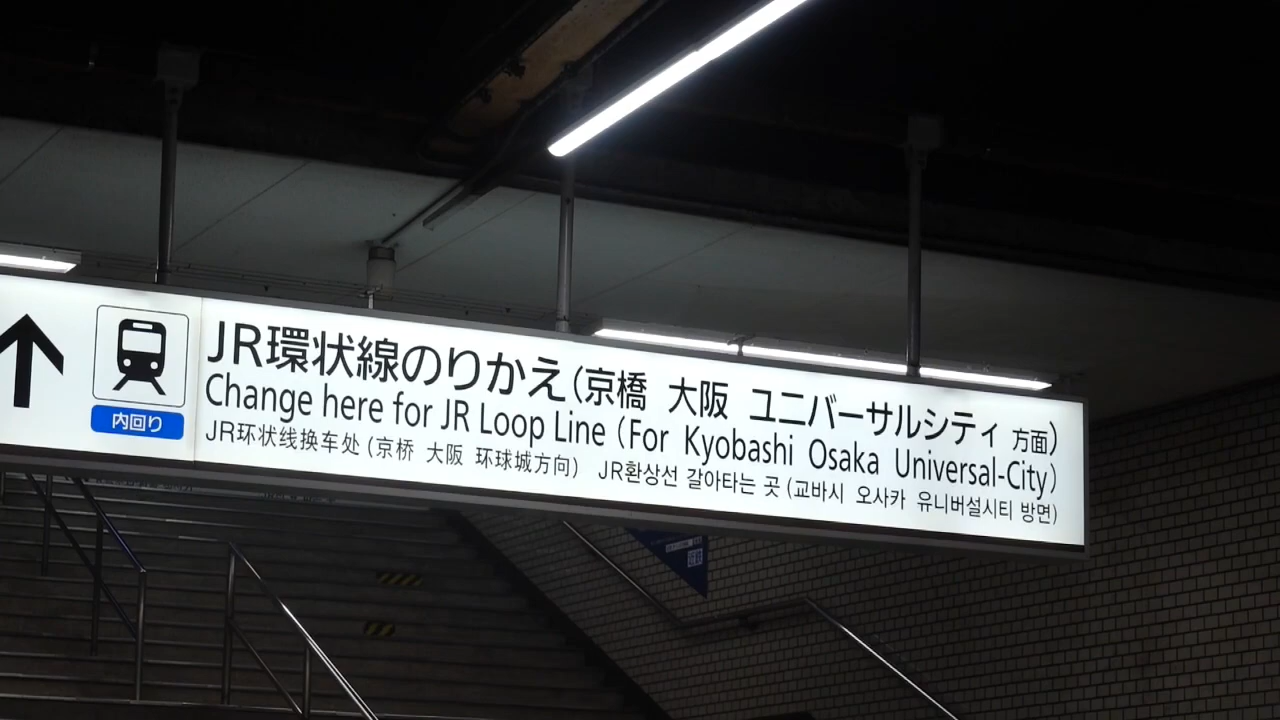 JR環状線のりかえ(京橋 大阪 ユニバーサルシティ 方面)
Change here for JR Loop Line (For Kyobashi Osaka Universal-City)
JR环状线换车处 (京桥 大阪 环球城方向) JR환상선 갈아타는 곳 (교바시 오사카 유니버설시티 방면)
内回り